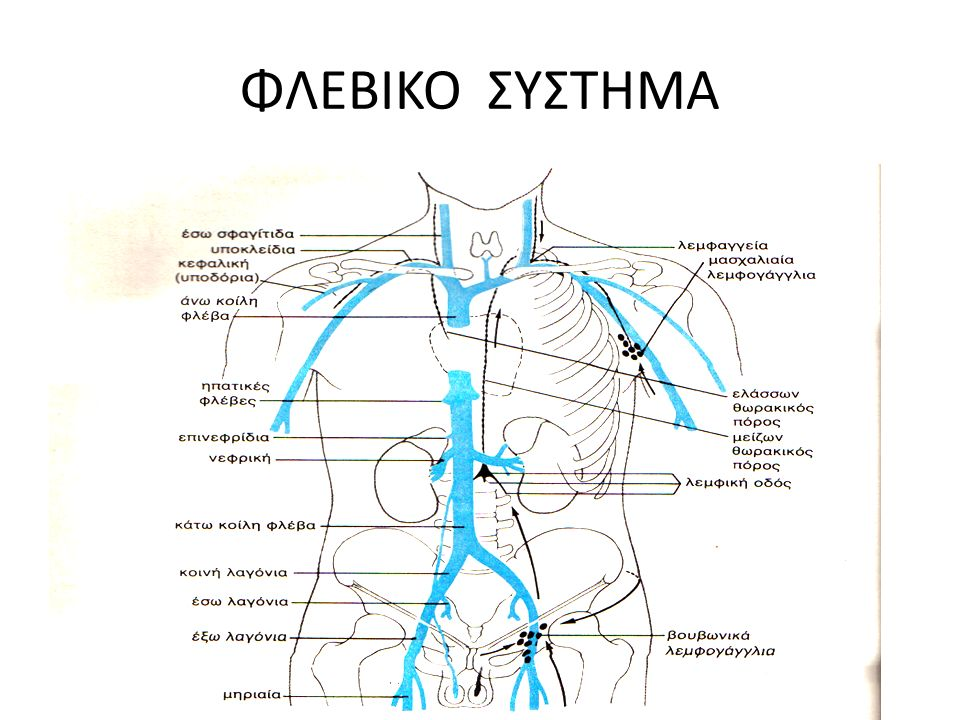 ΦΛΕΒΙΚΟ ΣΥΣΤΗΜΑ
έσω σφαγίτιδα
υποκλείδια
κεφαλική
(υποδόρια)
άνω κοίλη
φλέβα
ηπατικές
φλέβες
επινεφρίδια
νεφρική
κάτω κοίλη φλέβα
κοινή λαγόνια
έσω λαγόνια
έξω λαγόνια
μηριαία
λεμφαγγεία
μασχαλιαία
λεμφογάγγλια
ελάσσων
θωρακικός
πόρος
μείζων
θωρακικός
πόρος
λεμφική οδός
βουβωνικά
λεμφογάγγλια